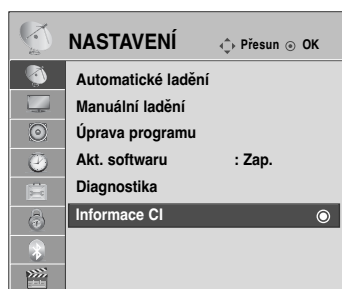 NASTAVENÍ Přesun OK
Automatické ladění
Manuální ladění
Úprava programu
Akt. softwaru : Zap.
Diagnostika
Informace CI